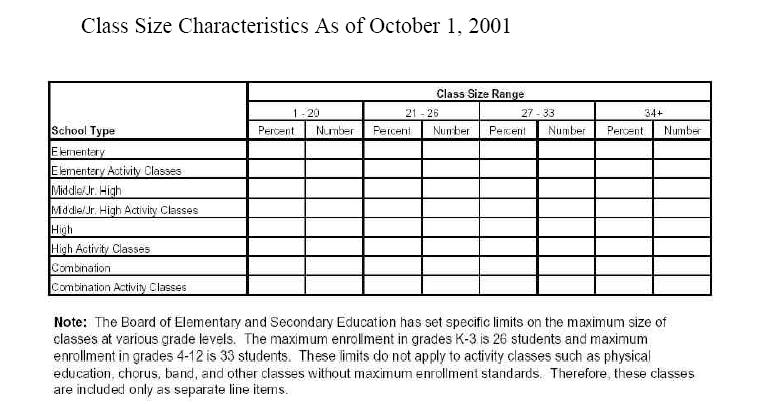 Class Size Characteristics As of October 1, 2001
Class Size Range
1 - 20 21 - 26 27 - 33 34+
School Type Percent Number Percent Number Percent Number Percent Number
Elementary
Elementary Activity Classes
Middle/Jr. High
Middle/Jr. High Activity Classes
High
High Activity Classes
Combination
Combination Activity Classes
Note: The Board of Elementary and Secondary Education has set specific limits on the maximum size of
classes at various grade levels. The maximum enrollment in grades K-3 is 26 students and maximum
enrollment in grades 4-12 is 33 students. These limits do not apply to activity classes such as physical
education, chorus, band, and other classes without maximum enrollment standards. Therefore, these classes
are included only as separate line items.